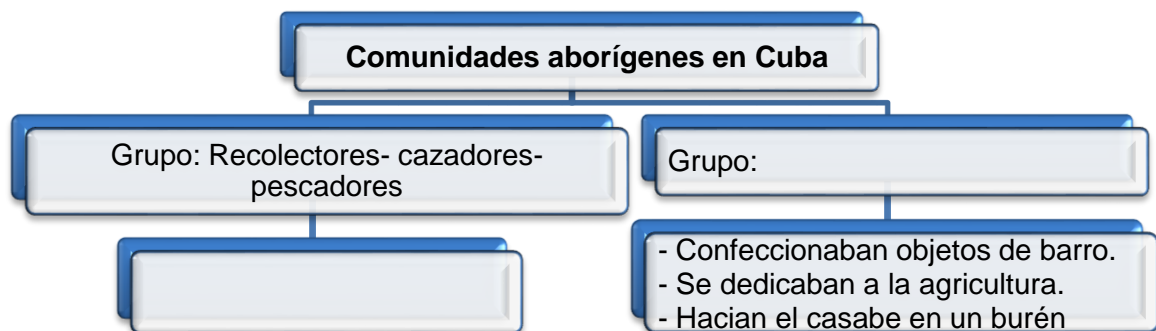 Comunidades aborígenes en Cuba
Grupo: Recolectores- cazadores-
pescadores
Grupo:
- Confeccionaban objetos de barro.
- Se dedicaban a la agricultura.
- Hacian el casabe en un burén